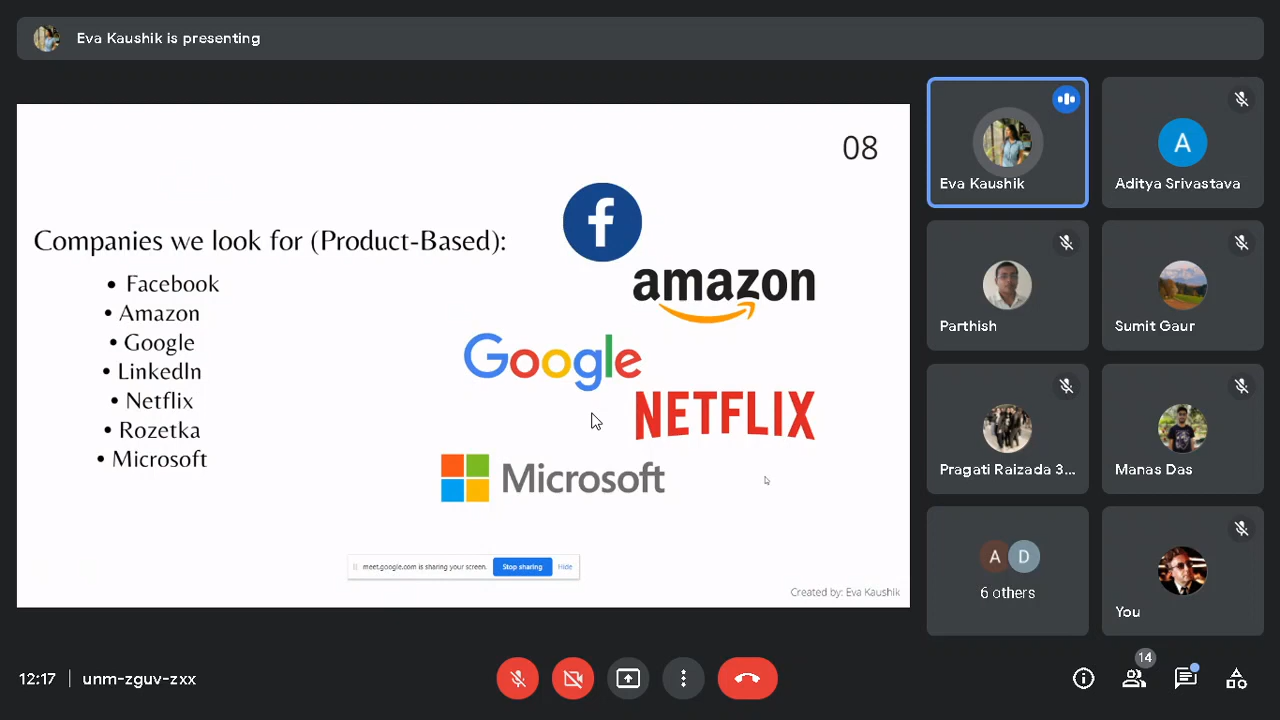 Eva Kaushik is presenting
08
Companies we look for (Product-Based):
• Facebook
• Amazon
• Google
• LinkedIn
• Netflix
• Rozetka
• Microsoft
f
amazon
Google
NETFLIX
Microsoft
meet.google.com is sharing your screen.
Stop sharing
Hide
Created by: Eva Kaushik
Eva Kaushik
A
Aditya Srivastava
Parthish
Sumit Gaur
Pragati Raizada 3...
Manas Das
A D
6 others
You
12:17 | unm-zguv-zxx
14